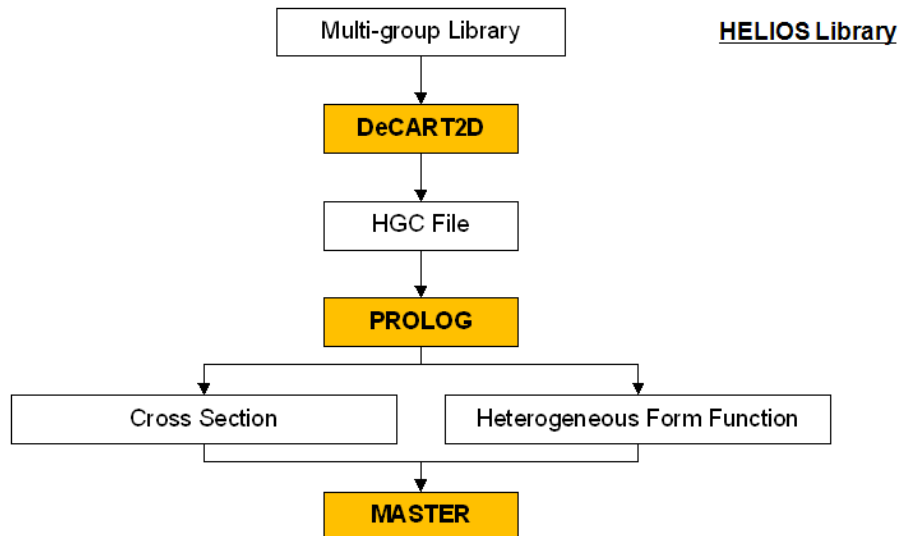 Multi-group Library
HELIOS Library
DeCART2D
HGC File
PROLOG
Cross Section
Heterogeneous Form Function
MASTER